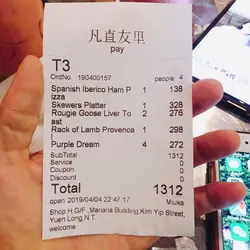 凡直友里
pay
T3
OrdNo. 190400157 people 4
Spanish Iberico Ham P 1 138
izza
Skewers Platter 1 328
Rougie Goose Liver To 2 276
ast
Rack of Lamb Provenca 1 298
l
Purple Dream 4 272
SubTotal 1312
Service 0
Coupon 0
Discount 0
Total 1312
open 2019/04/04 22:47 17 Miuka
Shop H,G/F.,Manana Building,Kim Yip Street,
Yuen Long N.T.
welcome